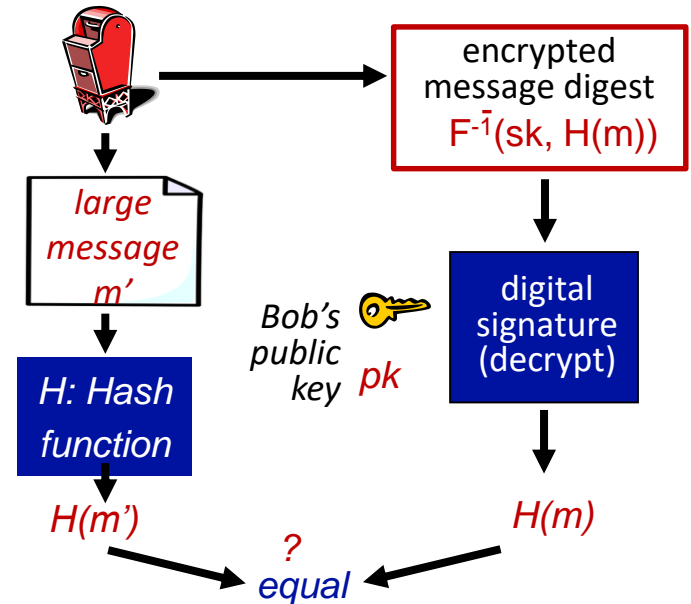 encrypted
message digest
F⁻¹(sk, H(m))
large
message
m’
Bob’s
public
key
pk
digital
signature
(decrypt)
H: Hash
function
H(m’)
H(m)
?
equal